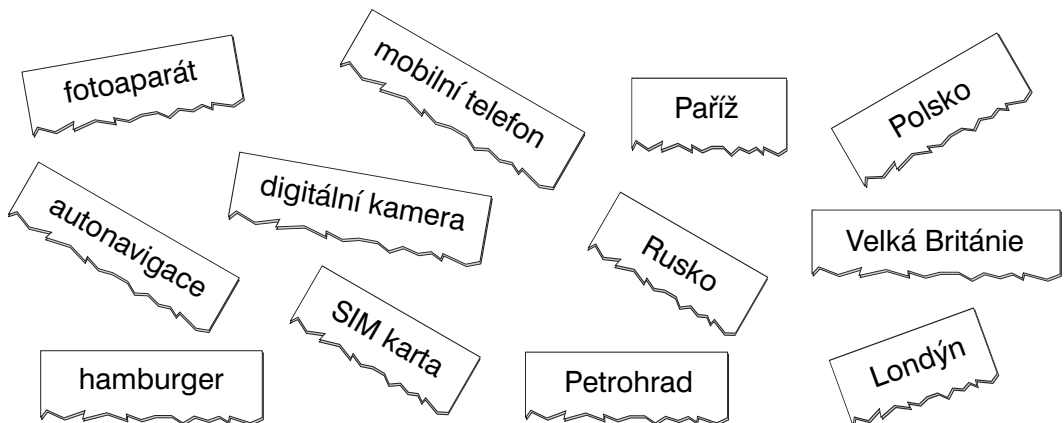 fotoaparát
mobilní telefon
Paříž
Polsko
autonavigace
digitální kamera
Rusko
Velká Británie
hamburger
SIM karta
Petrohrad
Londýn